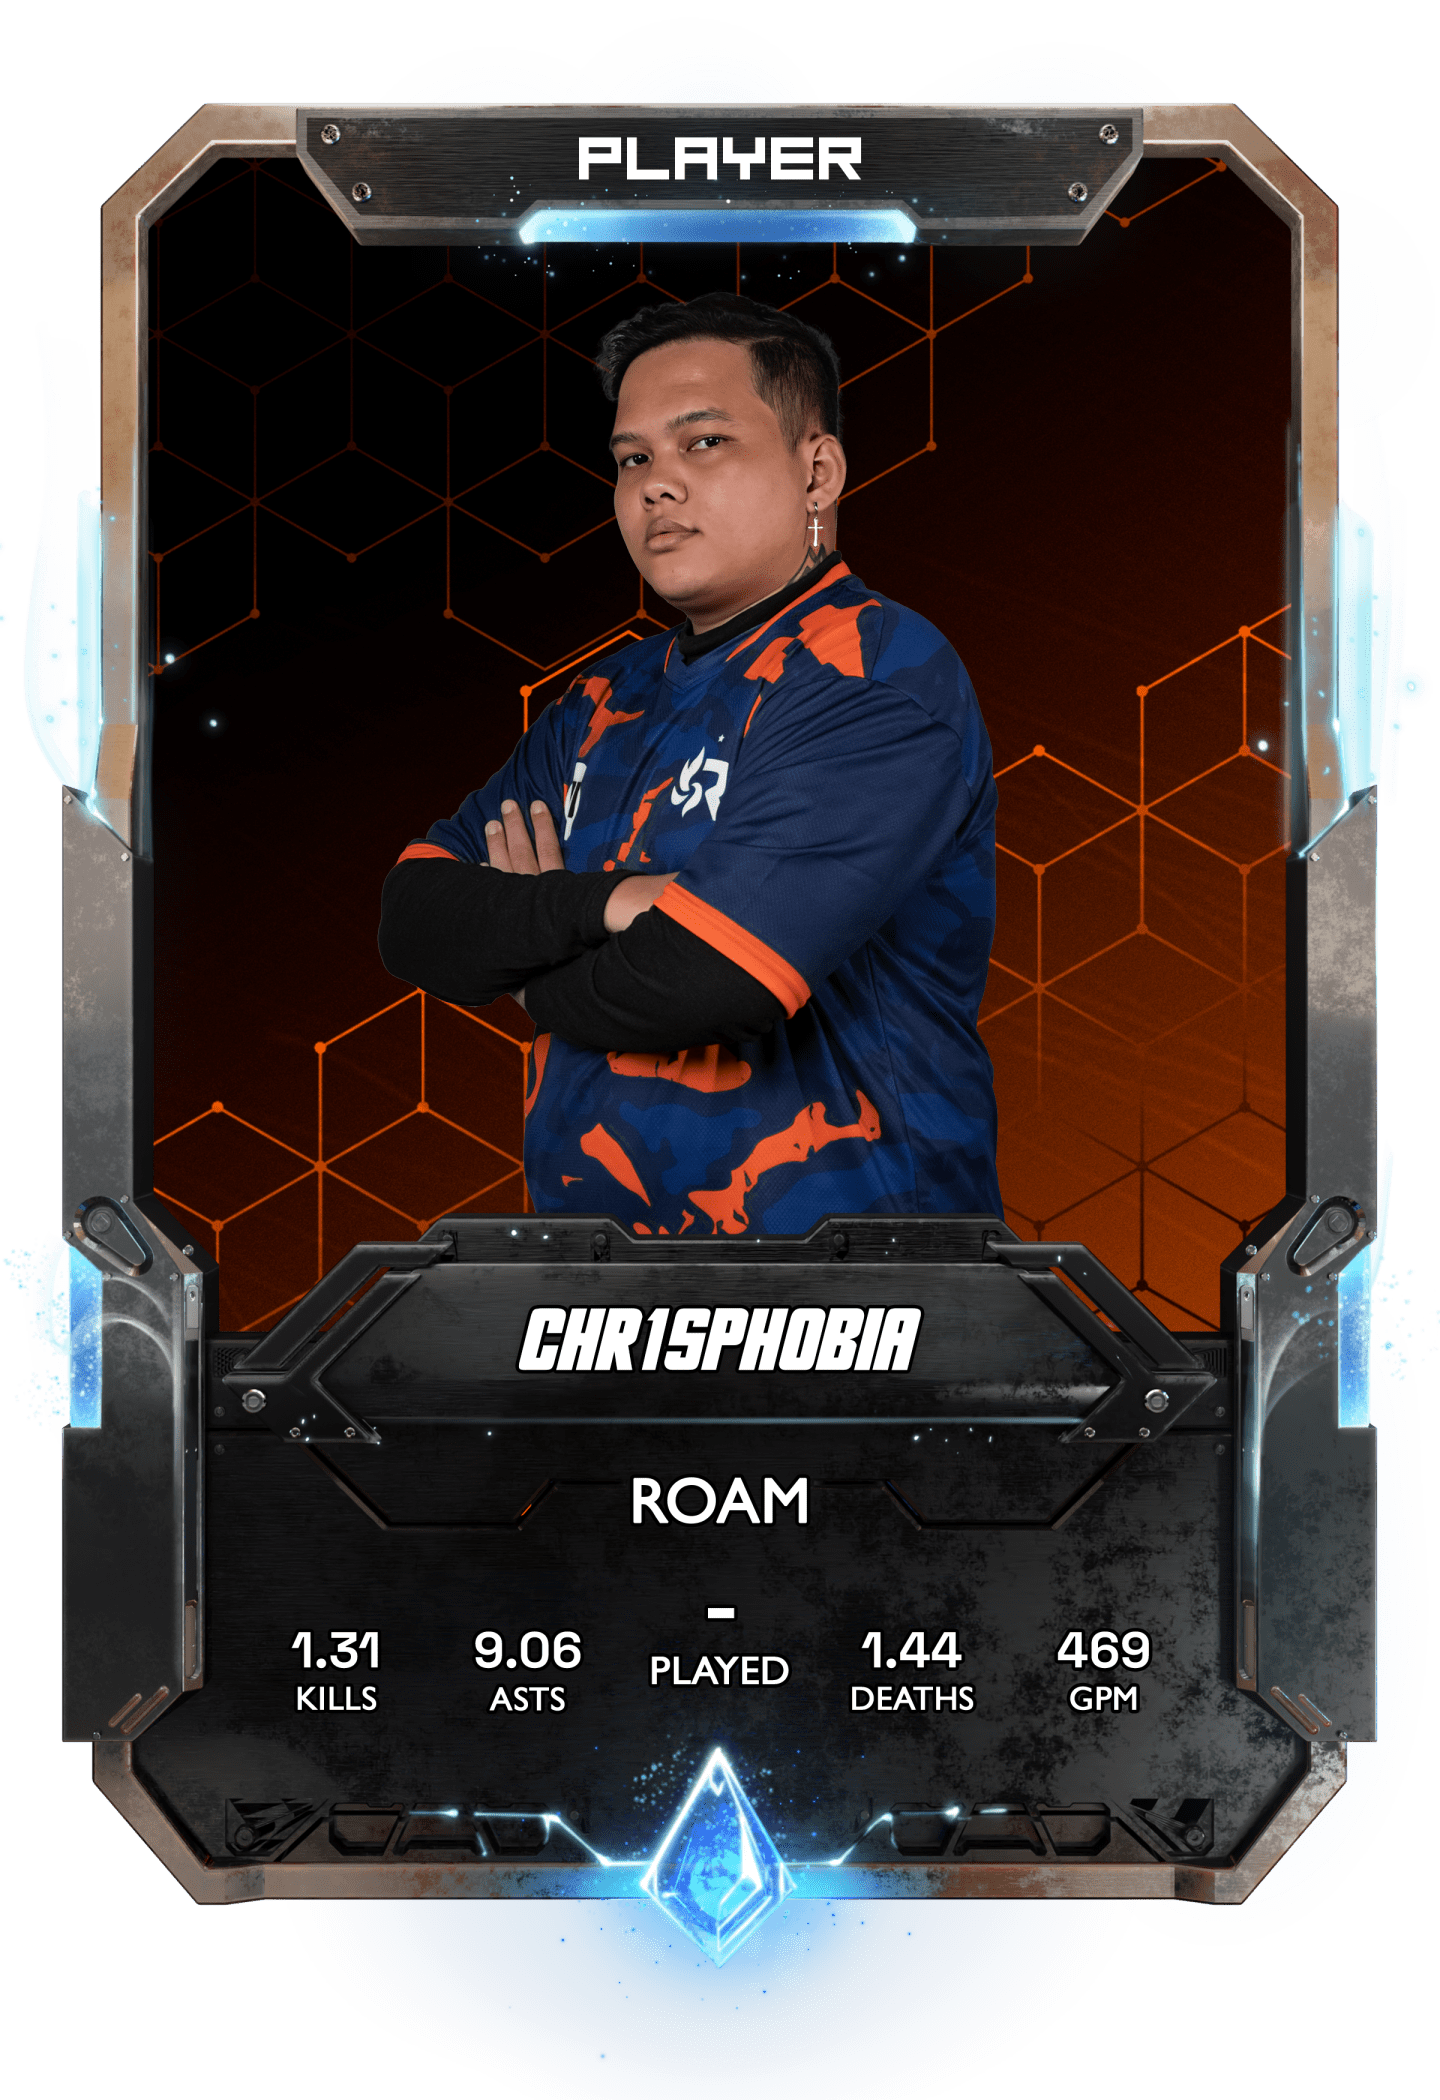 PLAYER
CHR1SPHOBIA
ROAM
-
1.31 9.06 1.44 469
KILLS ASTS PLAYED DEATHS GPM